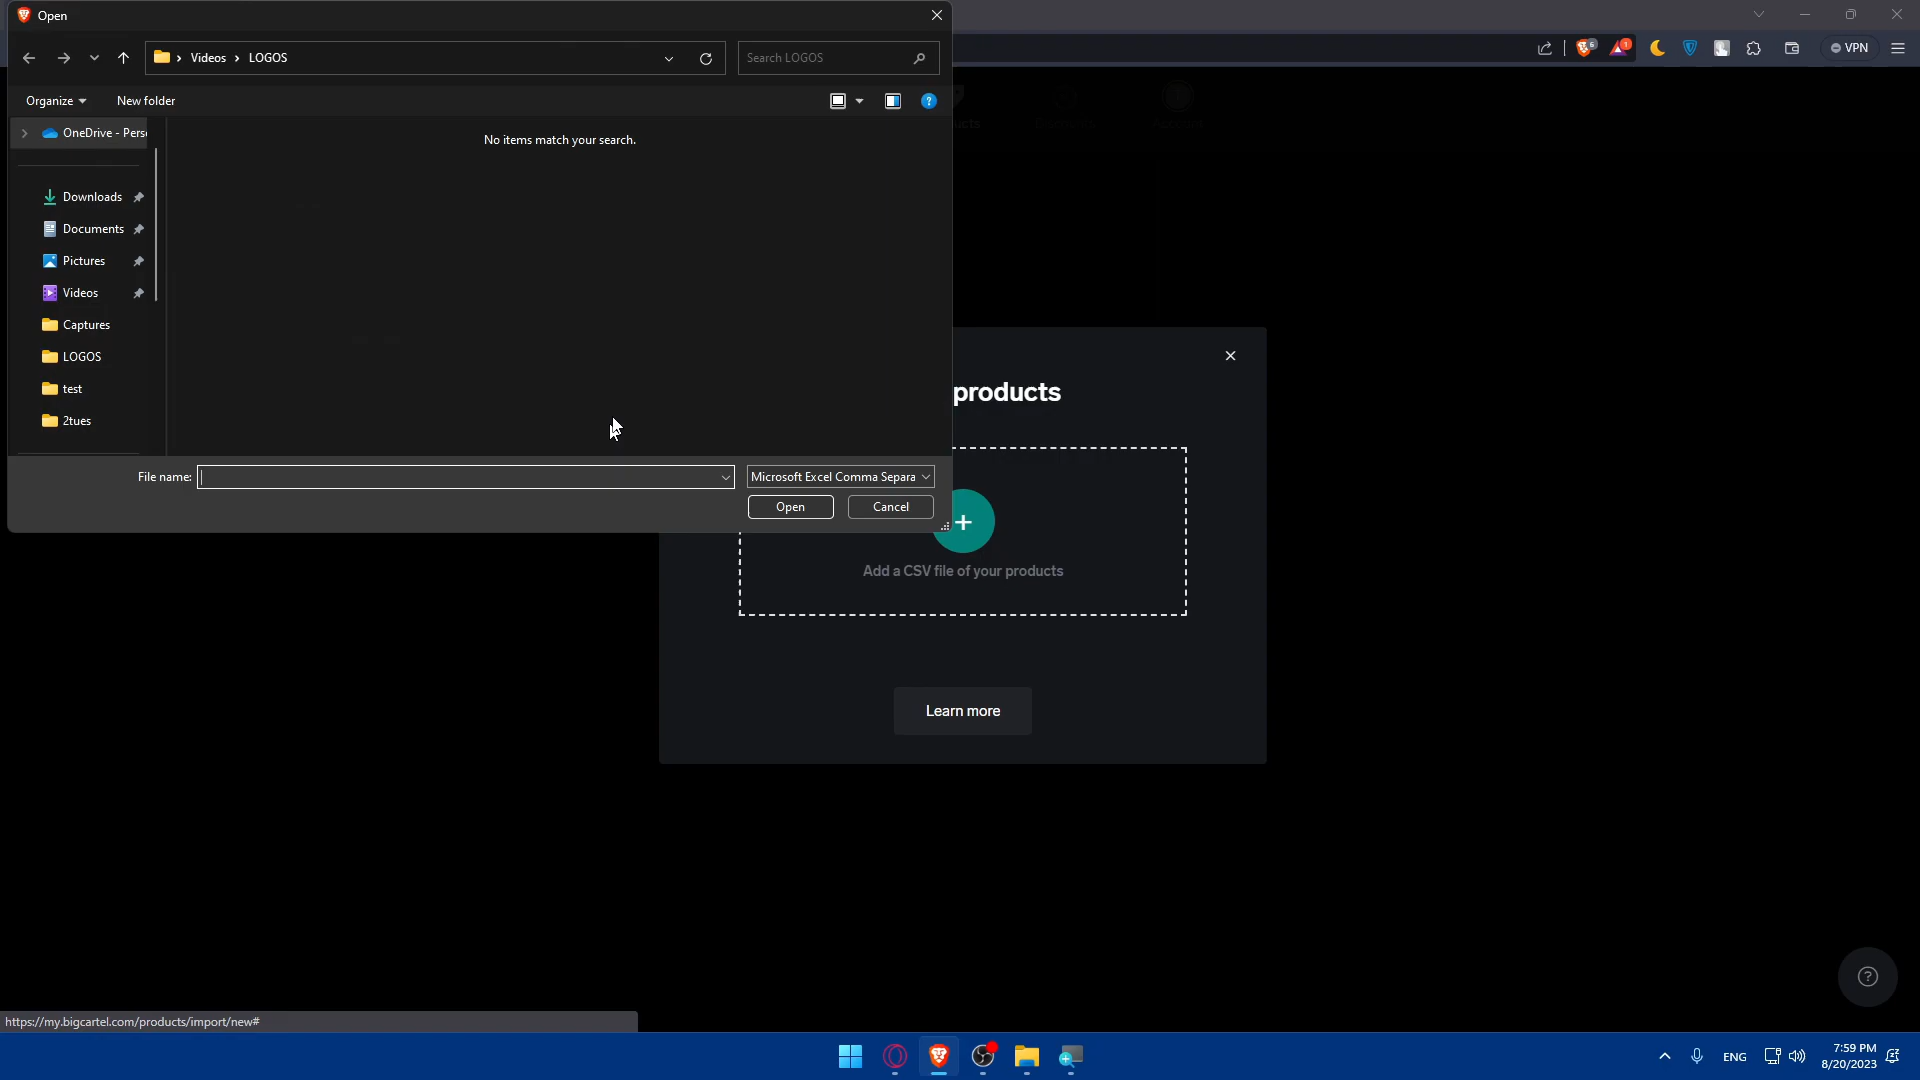 Open
Videos
LOGOS
Search LOGOS
6
1
VPN
Organize
New folder
?
OneDrive - Pers
No items match your search.
Downloads
Documents
Pictures
Videos
Captures
LOGOS
test
2tues
products
File name:
Microsoft Excel Comma Separa
Open
Cancel
Add a CSV file of your products
Learn more
https://my.bigcartel.com/products/import/new#
?
ENG
7:59 PM
8/20/2023